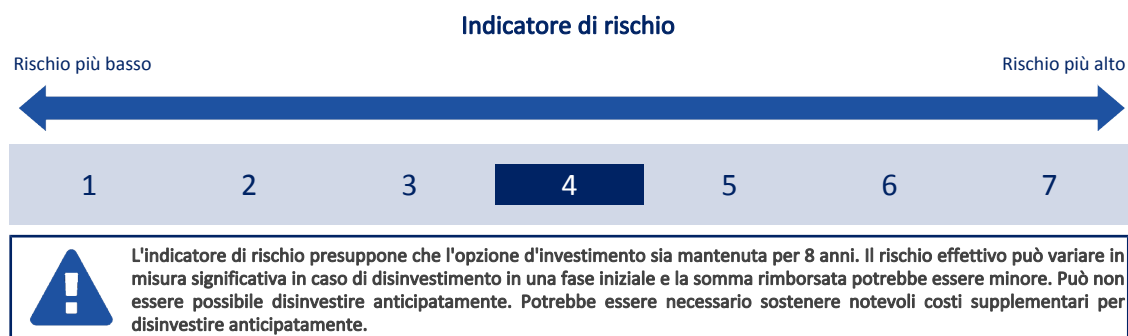 Indicatore di rischio
Rischio più basso
Rischio più alto
1 2 3 4 5 6 7
L'indicatore di rischio presuppone che l'opzione d'investimento sia mantenuta per 8 anni. Il rischio effettivo può variare in
misura significativa in caso di disinvestimento in una fase iniziale e la somma rimborsata potrebbe essere minore. Può non
essere possibile disinvestire anticipatamente. Potrebbe essere necessario sostenere notevoli costi supplementari per
disinvestire anticipatamente.